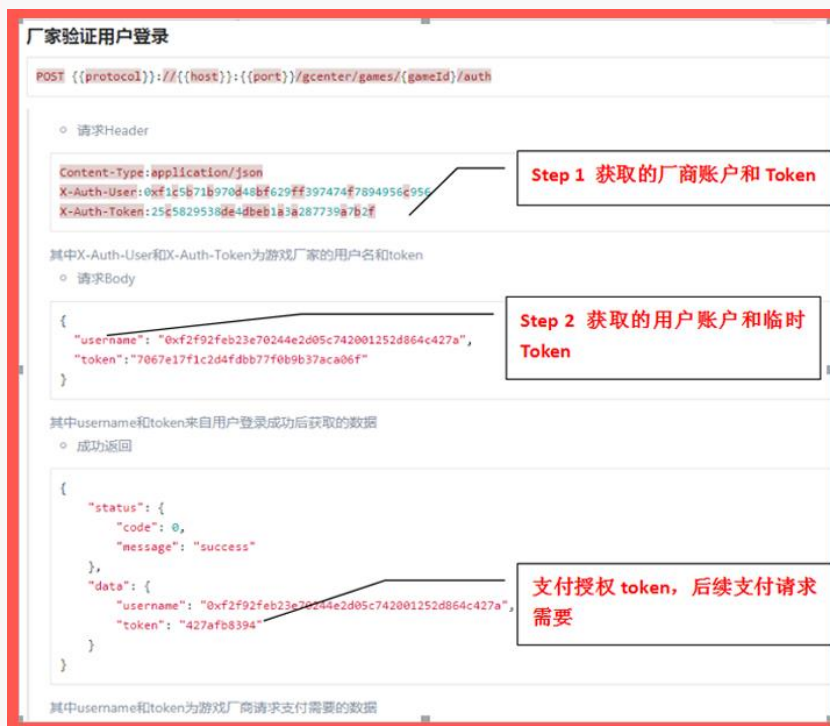 厂家验证用户登录
POST {{protocol}}://{{host}}:{{port}}/gcenter/games/{gameId}/auth
请求Header
Content-Type:application/json
X-Auth-User:0xf1c5b71b970d48bf629ff397474f7894956c956
X-Auth-Token:25c5829538de4dbeb1a3a287739a7b2f
Step 1 获取的厂商账户和 Token
其中X-Auth-User和X-Auth-Token为游戏厂家的用户名和token
请求Body
{
"username": "0xf2f92feb23e70244e2d05c742001252d864c427a",
"token":"7067e17f1c2d4fdbb77f0b9b37aca06f"
}
Step 2 获取的用户账户和临时
Token
其中username和token来自用户登录成功后获取的数据
成功返回
{
"status": {
"code": 0,
"message": "success"
},
"data": {
"username": "0xf2f92feb23e70244e2d05c742001252d864c427a",
"token": "427afb8394"
}
}
支付授权 token，后续支付请求
需要
其中username和token为游戏厂商请求支付需要的数据